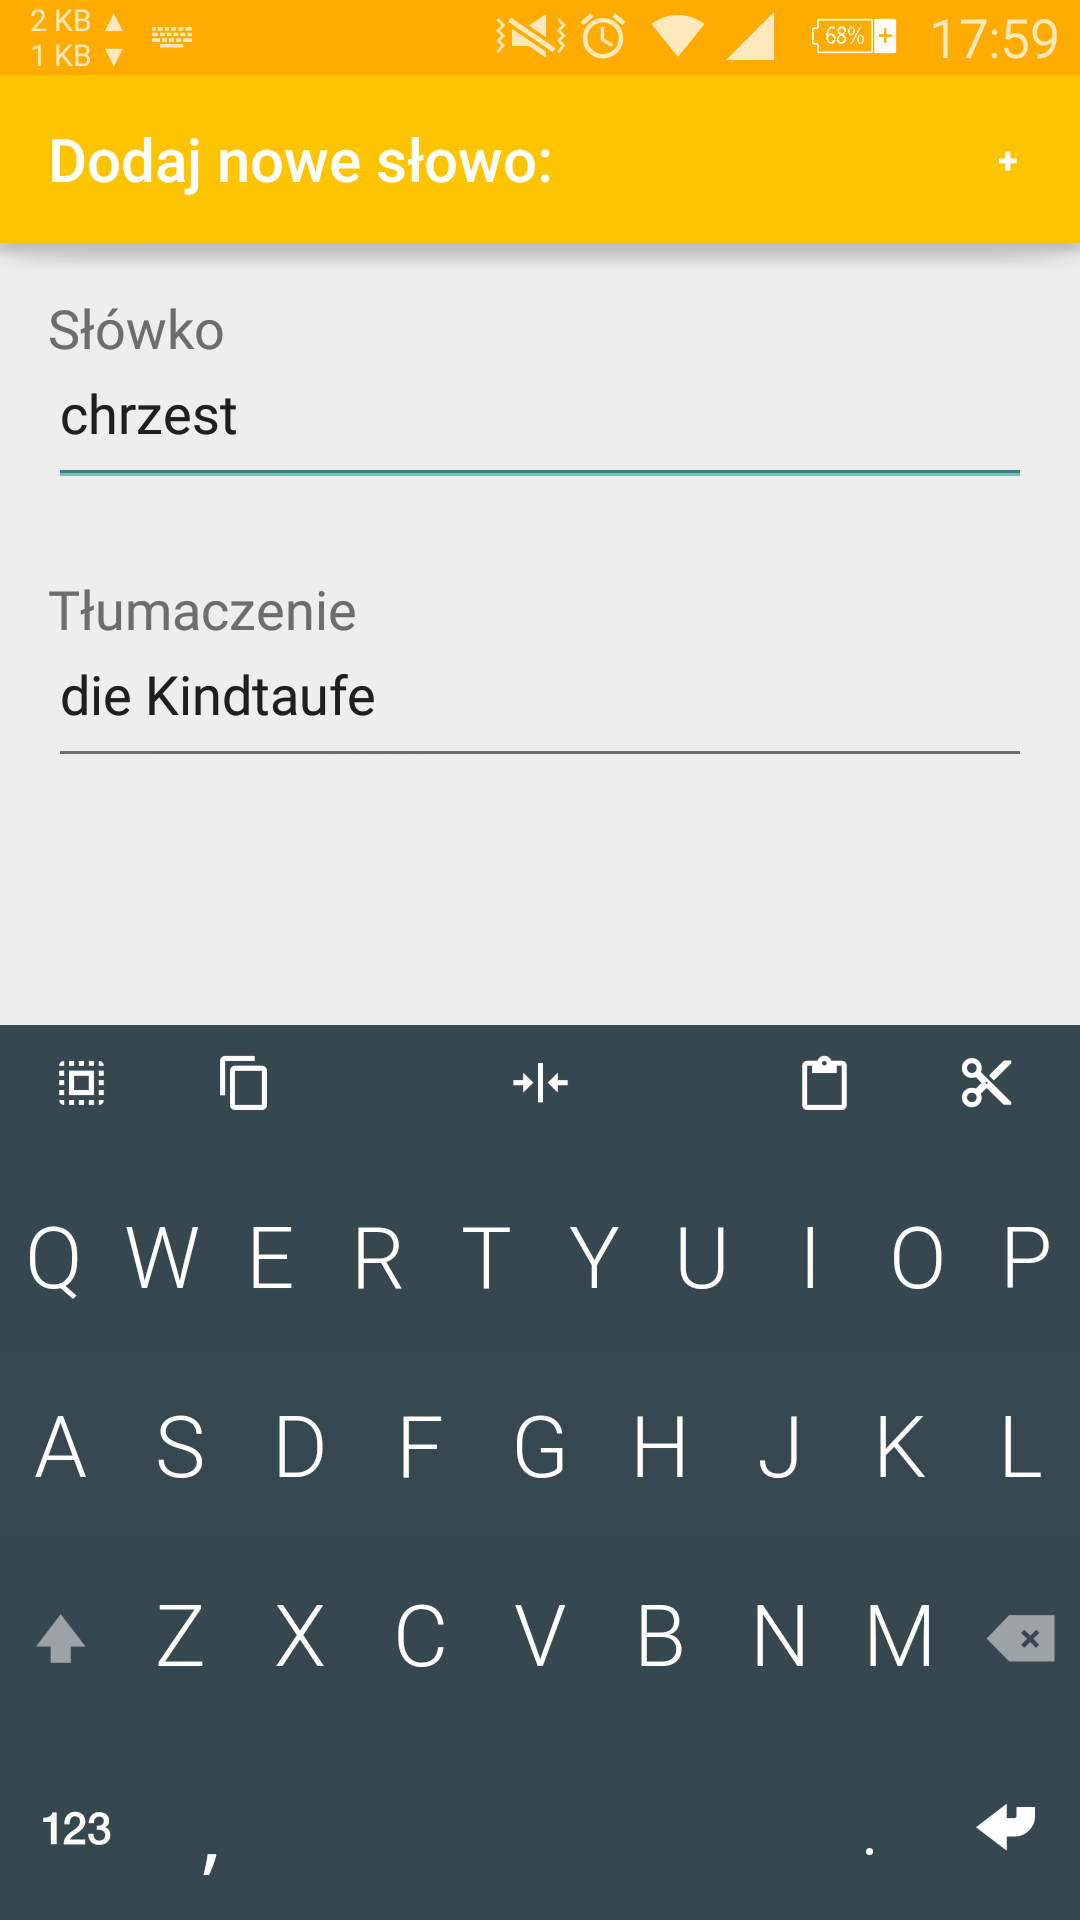 2 KB ▲
1 KB ▼
68%
17:59
Dodaj nowe słowo:
+
Słówko
chrzest
Tłumaczenie
die Kindtaufe
Q W E R T Y U I O P
A S D F G H J K L
Z X C V B N M
123 , .